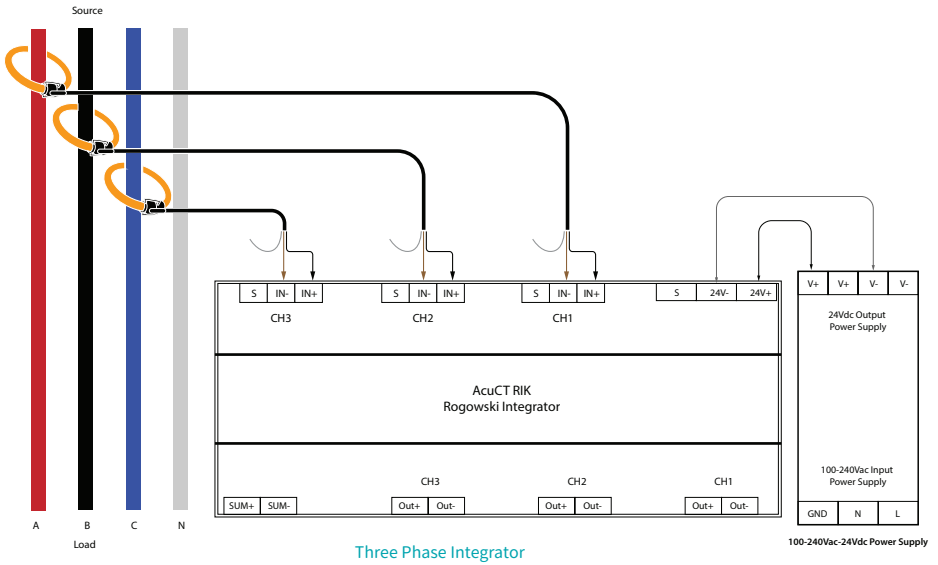 Source
S IN- IN+
CH3
S IN- IN+
CH2
S IN- IN+
CH1
S 24V- 24V+
V+ V+ V- V-
24Vdc Output
Power Supply
AcuCT RIK
Rogowski Integrator
100-240Vac Input
Power Supply
GND N L
100-240Vac-24Vdc Power Supply
SUM+ SUM-
CH3
Out+ Out-
CH2
Out+ Out-
CH1
Out+ Out-
A B C N
Load
Three Phase Integrator